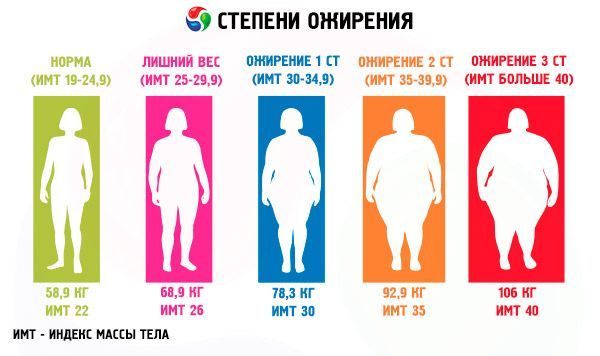 СТЕПЕНИ ОЖИРЕНИЯ
НОРМА
(ИМТ 19-24,9)
ЛИШНИЙ ВЕС
(ИМТ 25-29,9)
ОЖИРЕНИЕ 1 СТ
(ИМТ 30-34,9)
ОЖИРЕНИЕ 2 СТ
(ИМТ 35-39,9)
ОЖИРЕНИЕ 3 СТ
(ИМТ БОЛЬШЕ 40)
58,9 КГ
ИМТ 22
68,9 КГ
ИМТ 26
78,3 КГ
ИМТ 30
92,9 КГ
ИМТ 35
106 КГ
ИМТ 40
ИМТ - ИНДЕКС МАССЫ ТЕЛА